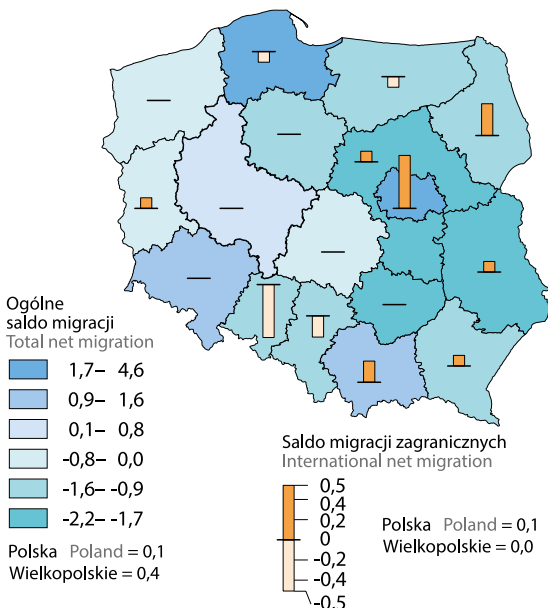 Ogólne
saldo migracji
Total net migration
1,7– 4,6
0,9– 1,6
0,1– 0,8
-0,8– 0,0
-1,6– -0,9
-2,2– -1,7
Polska Poland = 0,1
Wielkopolskie = 0,4
Saldo migracji zagranicznych
International net migration
0,5
0,4
0,2
0
-0,2
-0,4
-0,5
Polska Poland = 0,1
Wielkopolskie = 0,0